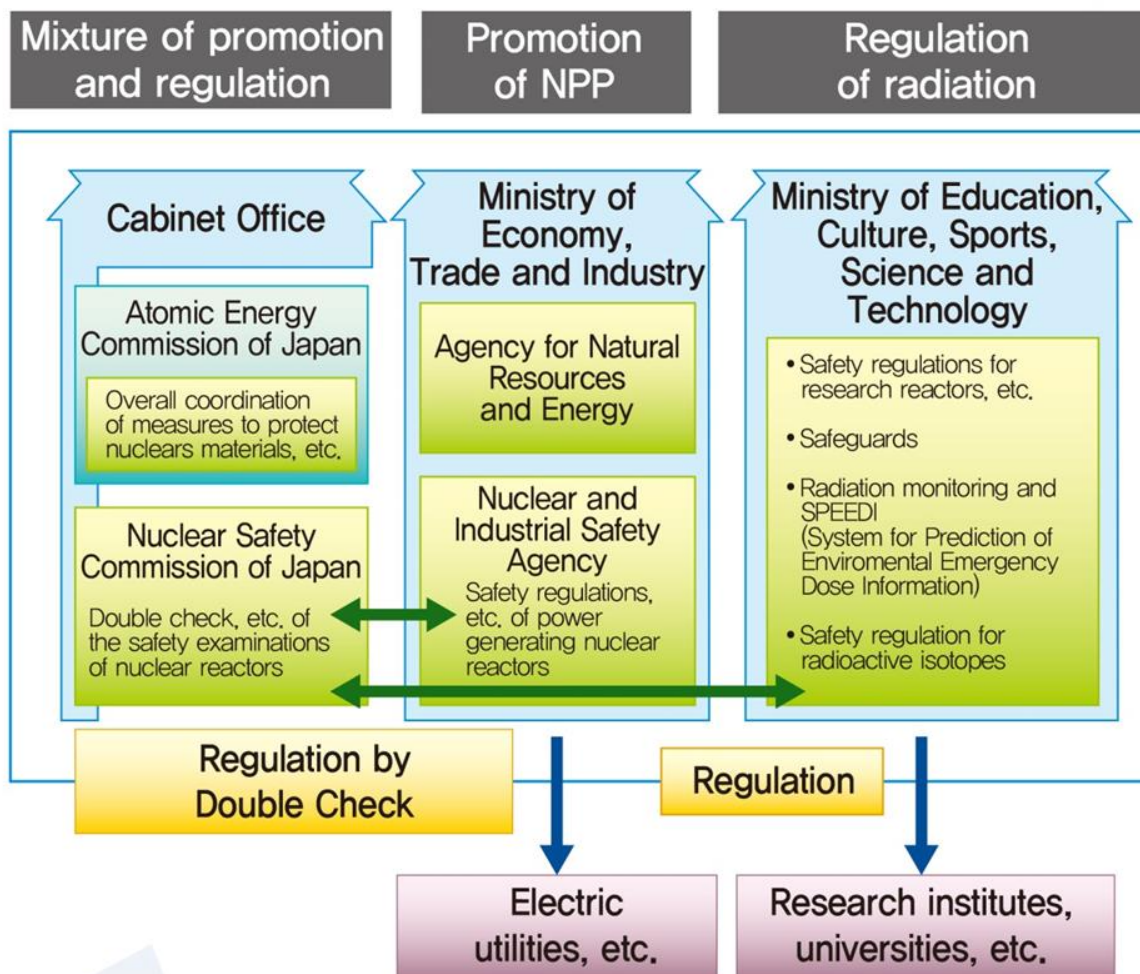 Mixture of promotion
and regulation
Promotion
of NPP
Regulation
of radiation
Cabinet Office
Atomic Energy
Commission of Japan
Overall coordination
of measures to protect
nuclears materials, etc.
Nuclear Safety
Commission of Japan
Double check, etc. of
the safety examinations
of nuclear reactors
Ministry of
Economy,
Trade and Industry
Agency for Natural
Resources
and Energy
Nuclear and
Industrial Safety
Agency
Safety regulations,
etc. of power
generating nuclear
reactors
Ministry of Education,
Culture, Sports,
Science and
Technology
• Safety regulations for
research reactors, etc.
• Safeguards
• Radiation monitoring and
SPEEDI
(System for Prediction of
Enviromental Emergency
Dose Information)
• Safety regulation for
radioactive isotopes
Regulation by
Double Check
Regulation
Electric
utilities, etc.
Research institutes,
universities, etc.